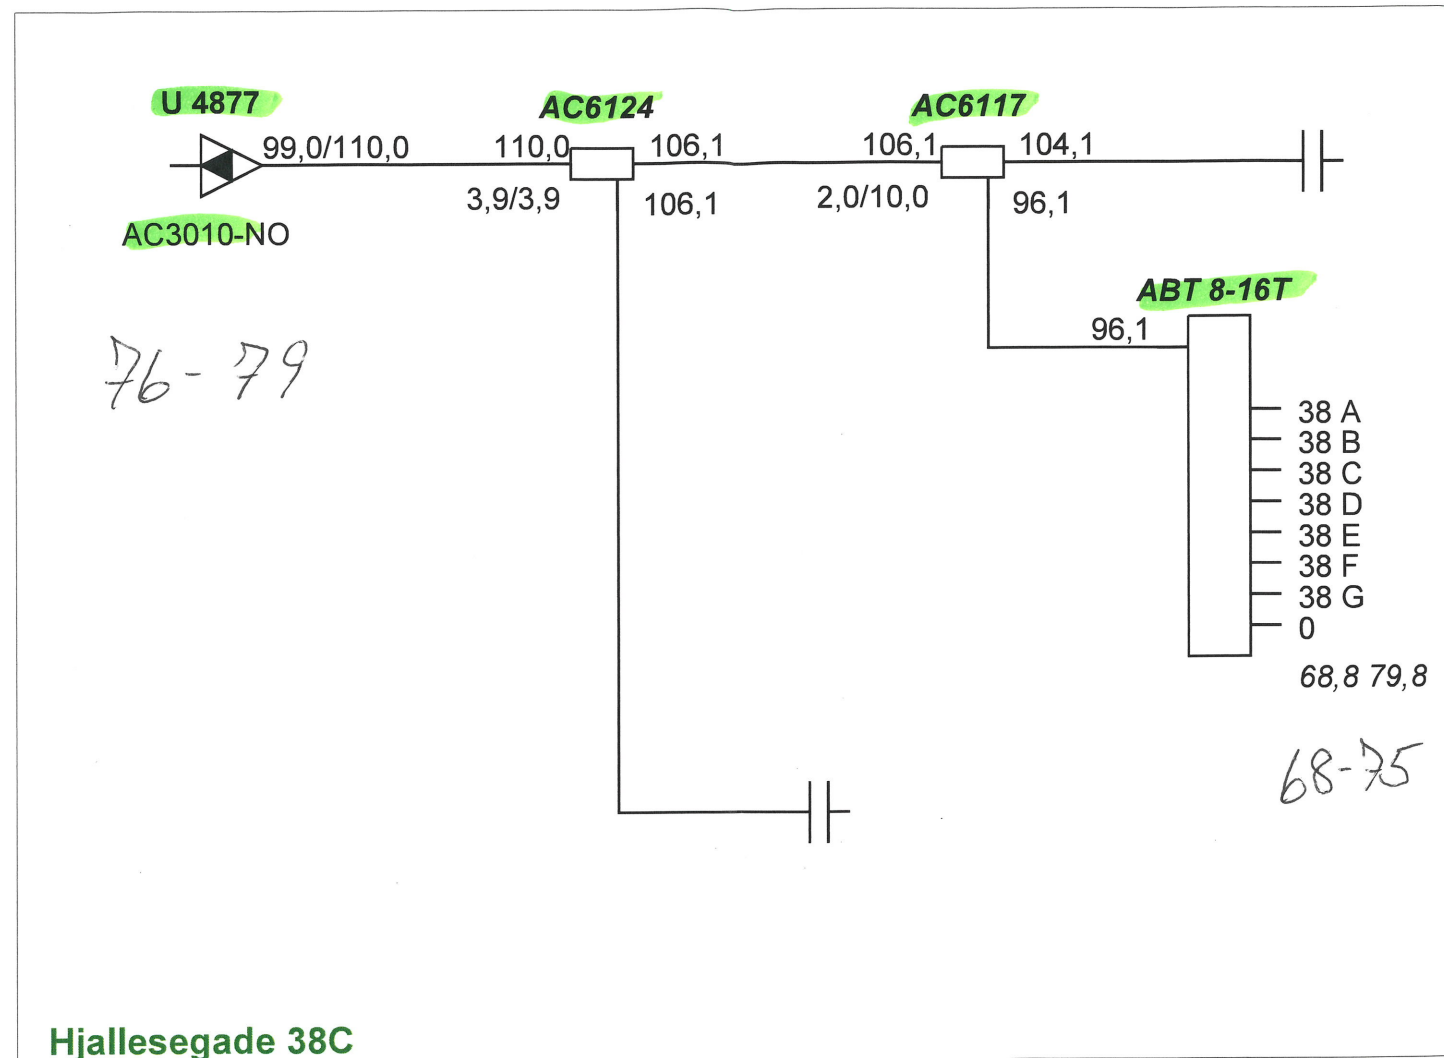 U 4877
AC6124
AC6117
99,0/110,0
110,0
106,1
106,1
104,1
3,9/3,9
106,1
2,0/10,0
96,1
AC3010-NO
ABT 8-16T
96,1
76-79
38 A
38 B
38 C
38 D
38 E
38 F
38 G
0
68,8 79,8
68-75
Hjallesegade 38C